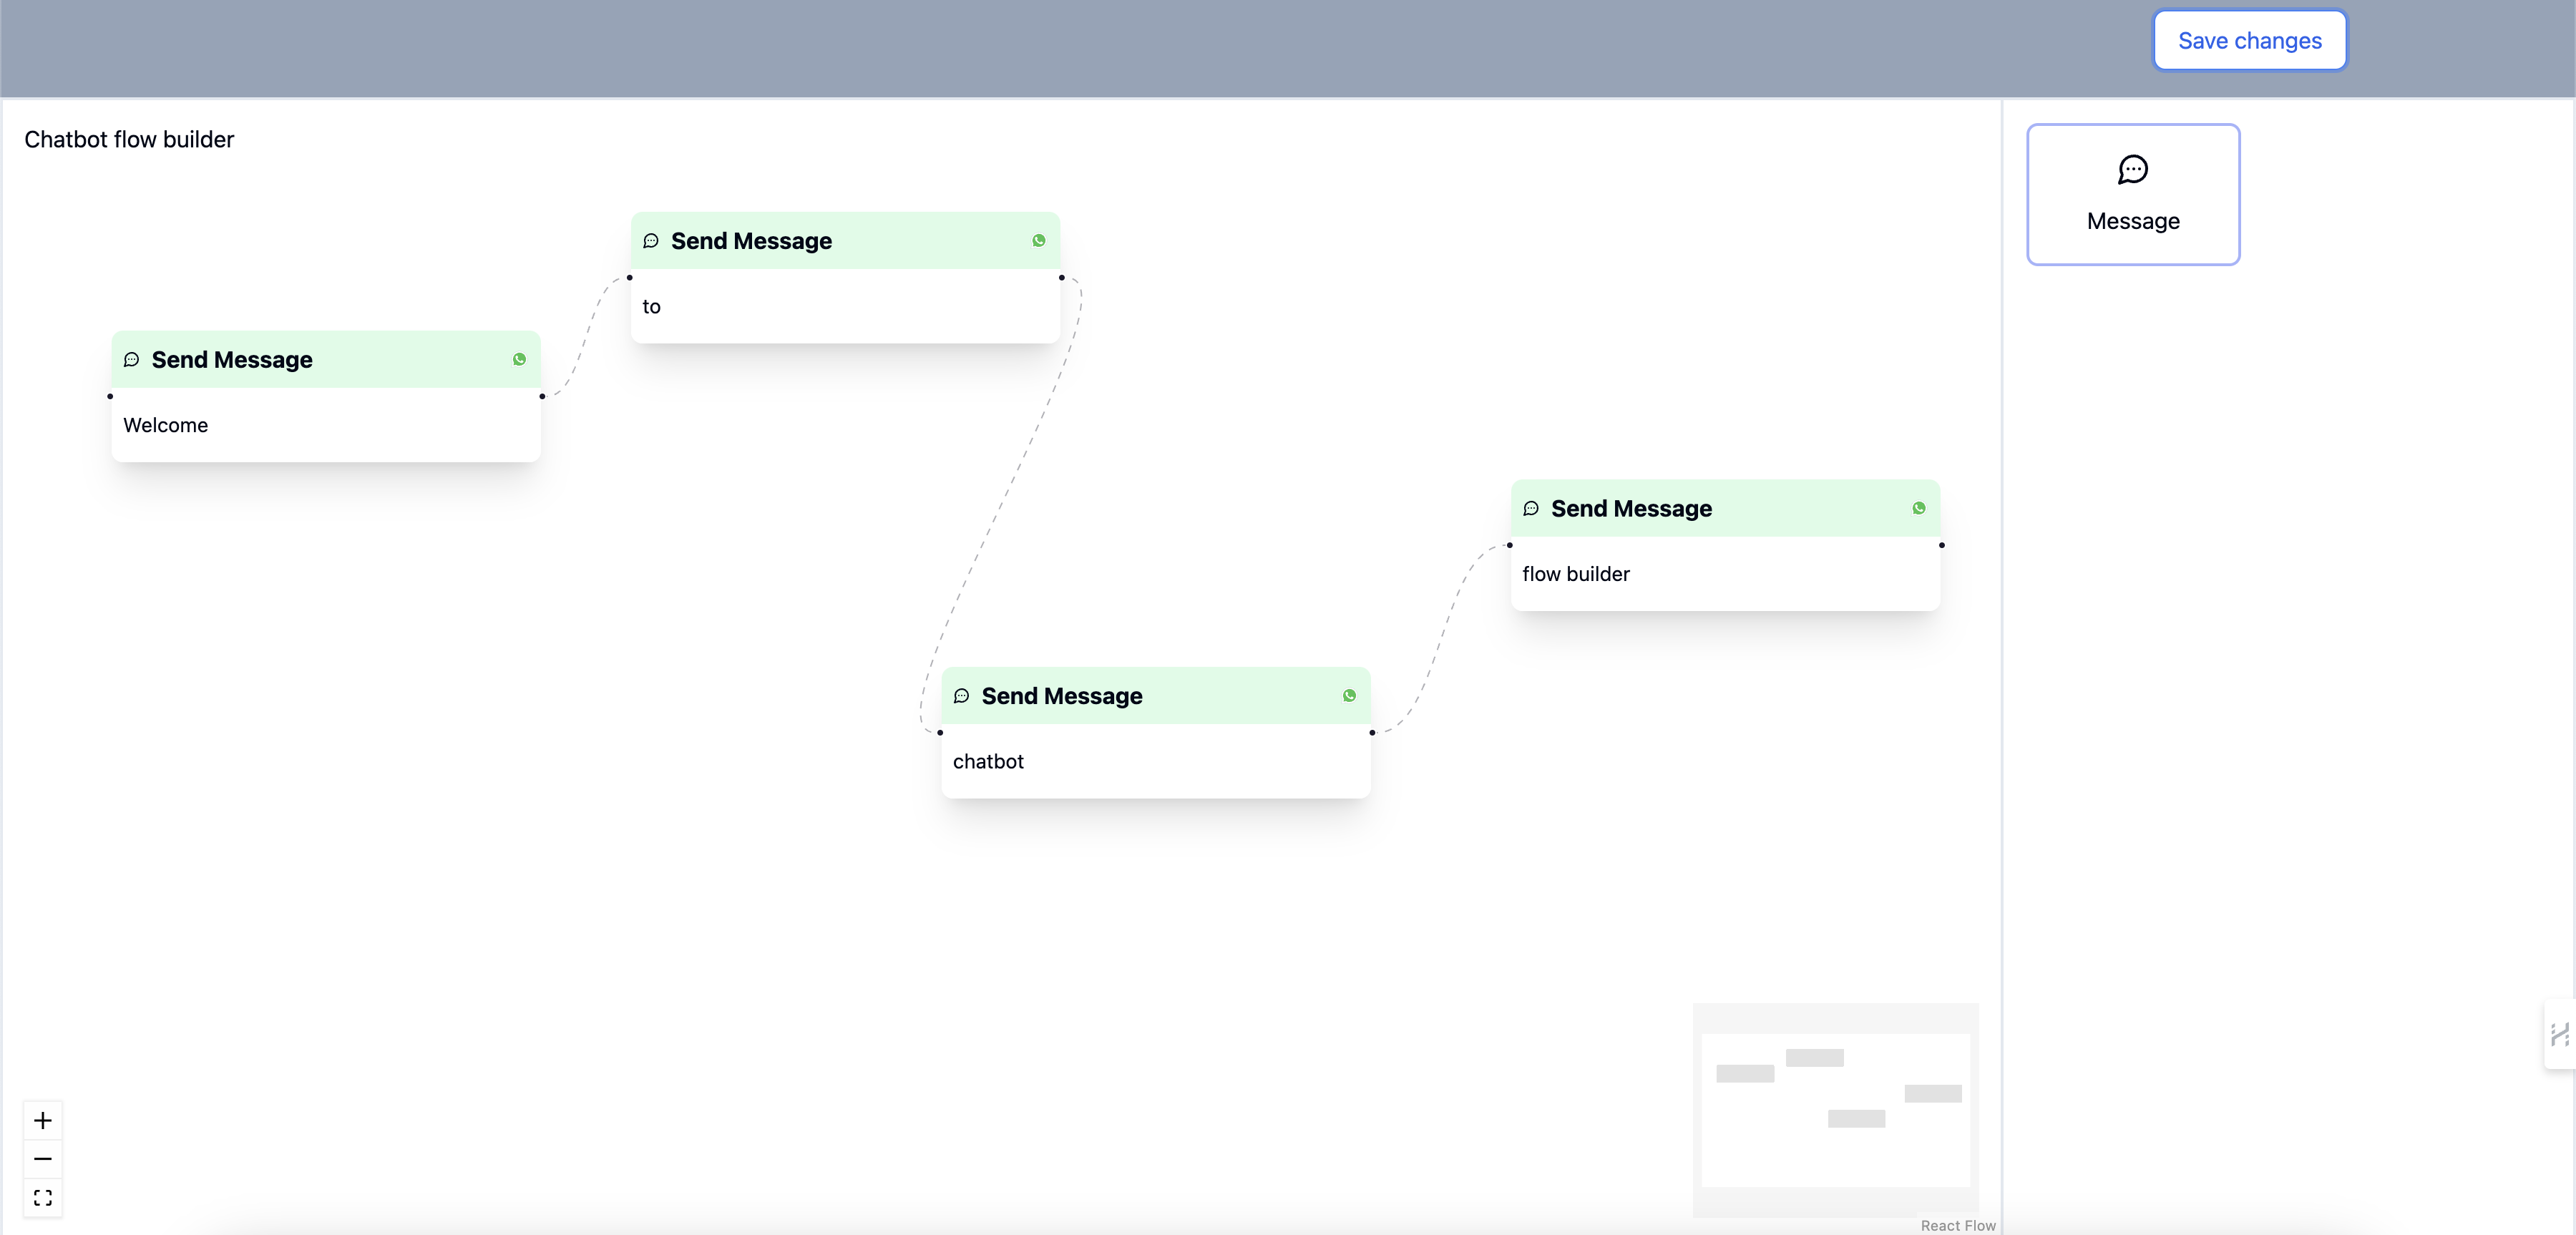 Save changes
Chatbot flow builder
Message
Send Message
to
Send Message
Welcome
Send Message
flow builder
Send Message
chatbot
React Flow